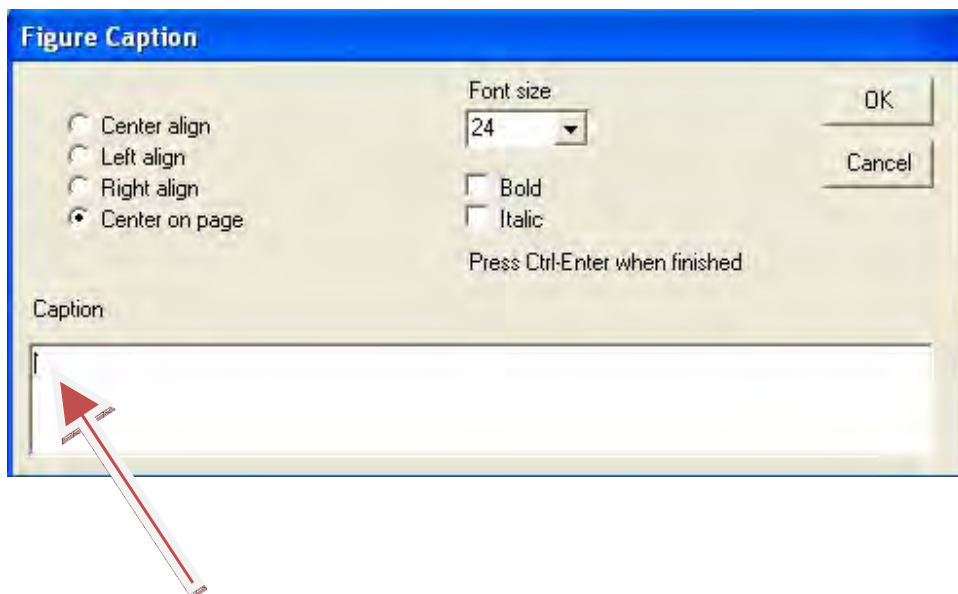 Figure Caption
Center align
Left align
Right align
Center on page
Font size
24
Bold
Italic
Press Ctrl-Enter when finished
OK
Cancel
Caption